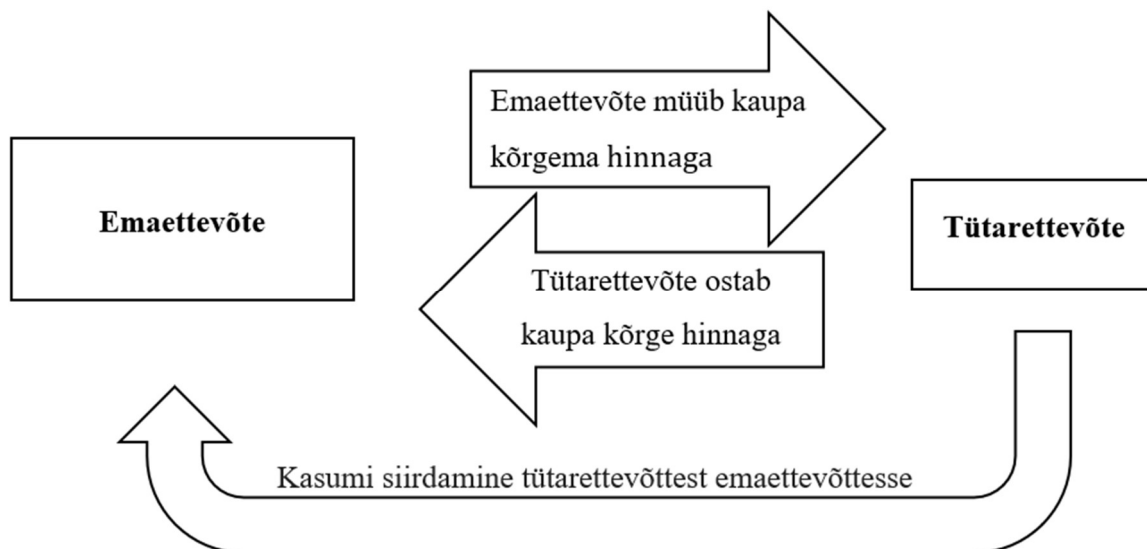 Emaettevõte müüb kaupa
kõrgema hinnaga
Emaettevõte
Tütarettevõte
Tütarettevõte ostab
kaupa kõrge hinnaga
Kasumi siirdamine tütarettevõttest emaettevõttesse